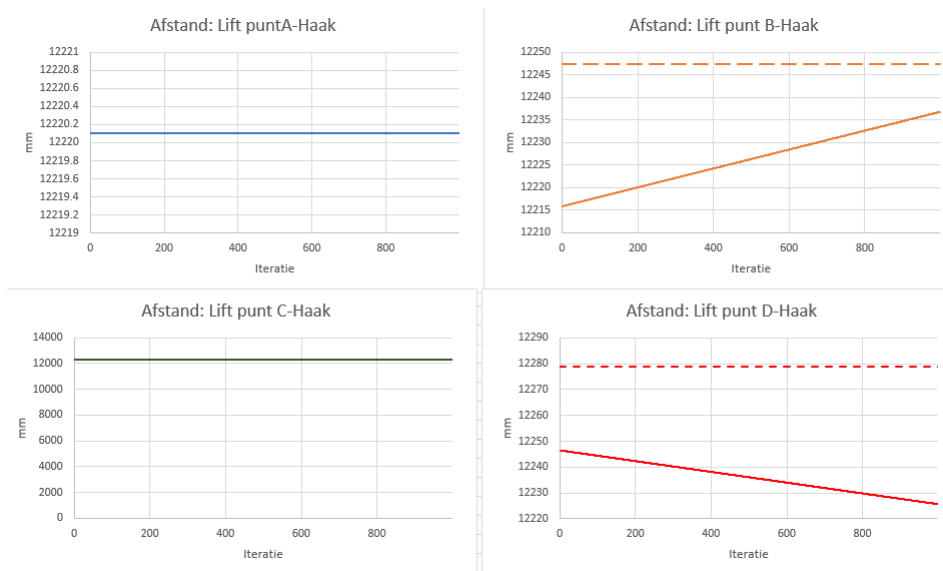 Afstand: Lift puntA-Haak
12221
12220.8
12220.6
12220.4
12220.2
12220
12219.8
12219.6
12219.4
12219.2
12219
mm
0 200 400 600 800
Iteratie
Afstand: Lift punt B-Haak
12250
12245
12240
12235
12230
12225
12220
12215
12210
mm
0 200 400 600 800
Iteratie
Afstand: Lift punt C-Haak
14000
12000
10000
8000
6000
4000
2000
0
mm
0 200 400 600 800
Iteratie
Afstand: Lift punt D-Haak
12290
12280
12270
12260
12250
12240
12230
12220
mm
0 200 400 600 800
Iteratie